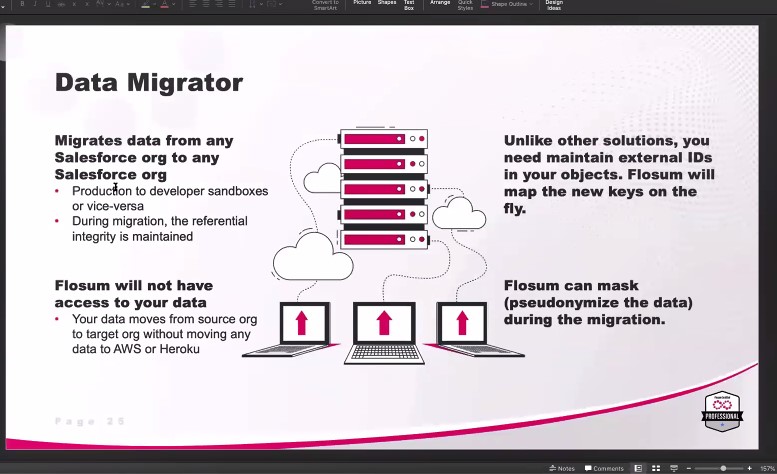 Convert to
SmartArt
Picture
Shapes
Text
Box
Arrange
Quick
Styles
Shape Outline
Design
Ideas
Data Migrator
Migrates data from any
Salesforce org to any
Salesforce org
• Production to developer sandboxes
or vice-versa
• During migration, the referential
integrity is maintained
Flosum will not have
access to your data
• Your data moves from source org
to target org without moving any
data to AWS or Heroku
Unlike other solutions, you
need maintain external IDs
in your objects. Flosum will
map the new keys on the
fly.
Flosum can mask
(pseudonymize the data)
during the migration.
Page 25
PROFESSIONAL
Notes
Comments
157%